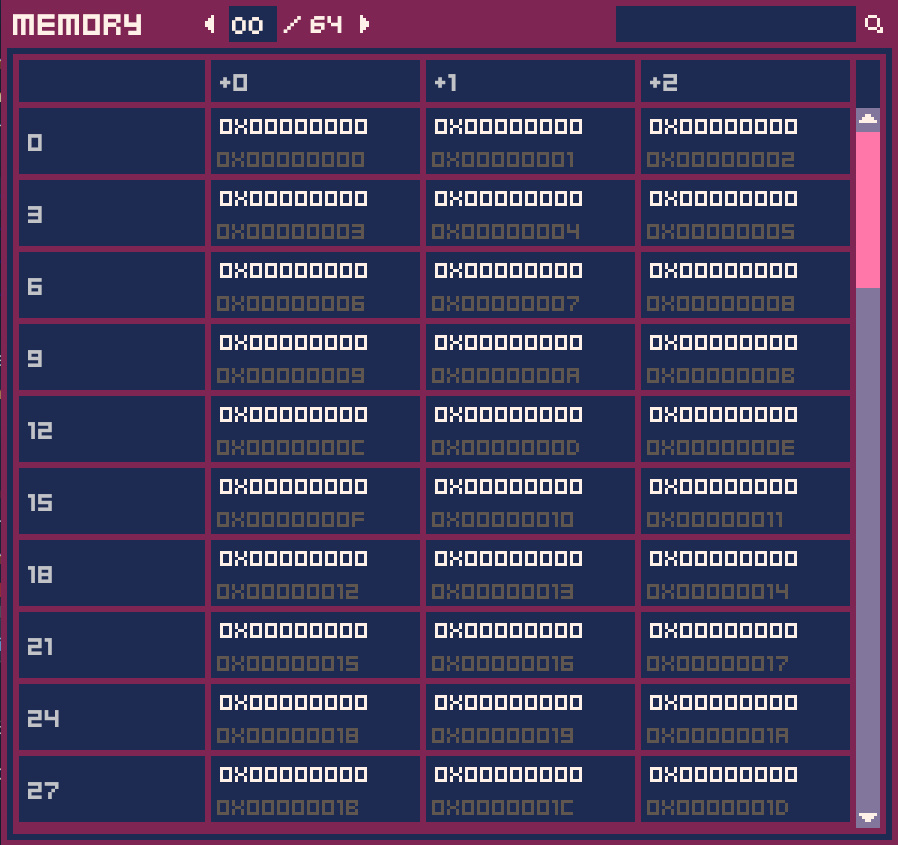 MEMORY 00 / 64
+0 +1 +2
0 0X00000000 0X00000000 0X00000000
0X00000000 0X00000001 0X00000002
3 0X00000000 0X00000000 0X00000000
0X00000003 0X00000004 0X00000005
6 0X00000000 0X00000000 0X00000000
0X00000006 0X00000007 0X00000008
9 0X00000000 0X00000000 0X00000000
0X00000009 0X0000000A 0X0000000B
12 0X00000000 0X00000000 0X00000000
0X0000000C 0X0000000D 0X0000000E
15 0X00000000 0X00000000 0X00000000
0X0000000F 0X00000010 0X00000011
18 0X00000000 0X00000000 0X00000000
0X00000012 0X00000013 0X00000014
21 0X00000000 0X00000000 0X00000000
0X00000015 0X00000016 0X00000017
24 0X00000000 0X00000000 0X00000000
0X00000018 0X00000019 0X0000001A
27 0X00000000 0X00000000 0X00000000
0X0000001B 0X0000001C 0X0000001D